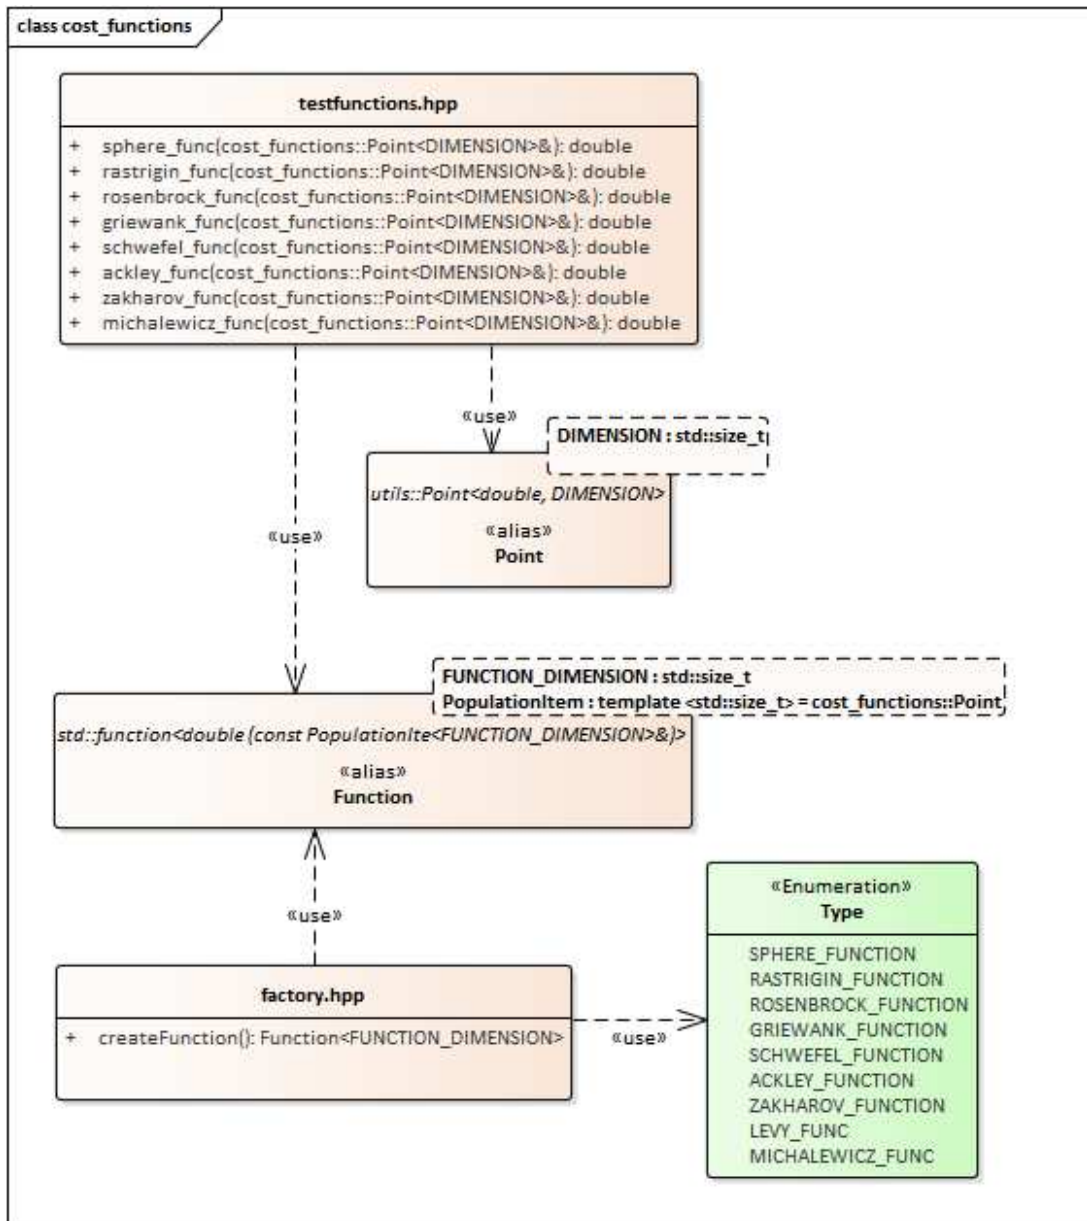 class cost_functions
testfunctions.hpp
+ sphere_func(cost_functions::Point<DIMENSION>&): double
+ rastrigin_func(cost_functions::Point<DIMENSION>&): double
+ rosenbrock_func(cost_functions::Point<DIMENSION>&): double
+ griewank_func(cost_functions::Point<DIMENSION>&): double
+ schwefel_func(cost_functions::Point<DIMENSION>&): double
+ ackley_func(cost_functions::Point<DIMENSION>&): double
+ zakharov_func(cost_functions::Point<DIMENSION>&): double
+ michalewicz_func(cost_functions::Point<DIMENSION>&): double
«use»
DIMENSION : std::size_t
utils::Point<double, DIMENSION>
«alias»
Point
«use»
FUNCTION_DIMENSION : std::size_t
PopulationItem : template <std::size_t> = cost_functions::Point
std::function<double (const PopulationIte<FUNCTION_DIMENSION>&)>
«alias»
Function
«use»
factory.hpp
+ createFunction(): Function<FUNCTION_DIMENSION>
«use»
«Enumeration»
Type
SPHERE_FUNCTION
RASTRIGIN_FUNCTION
ROSENBROCK_FUNCTION
GRIEWANK_FUNCTION
SCHWEFEL_FUNCTION
ACKLEY_FUNCTION
ZAKHAROV_FUNCTION
LEVY_FUNC
MICHALEWICZ_FUNC